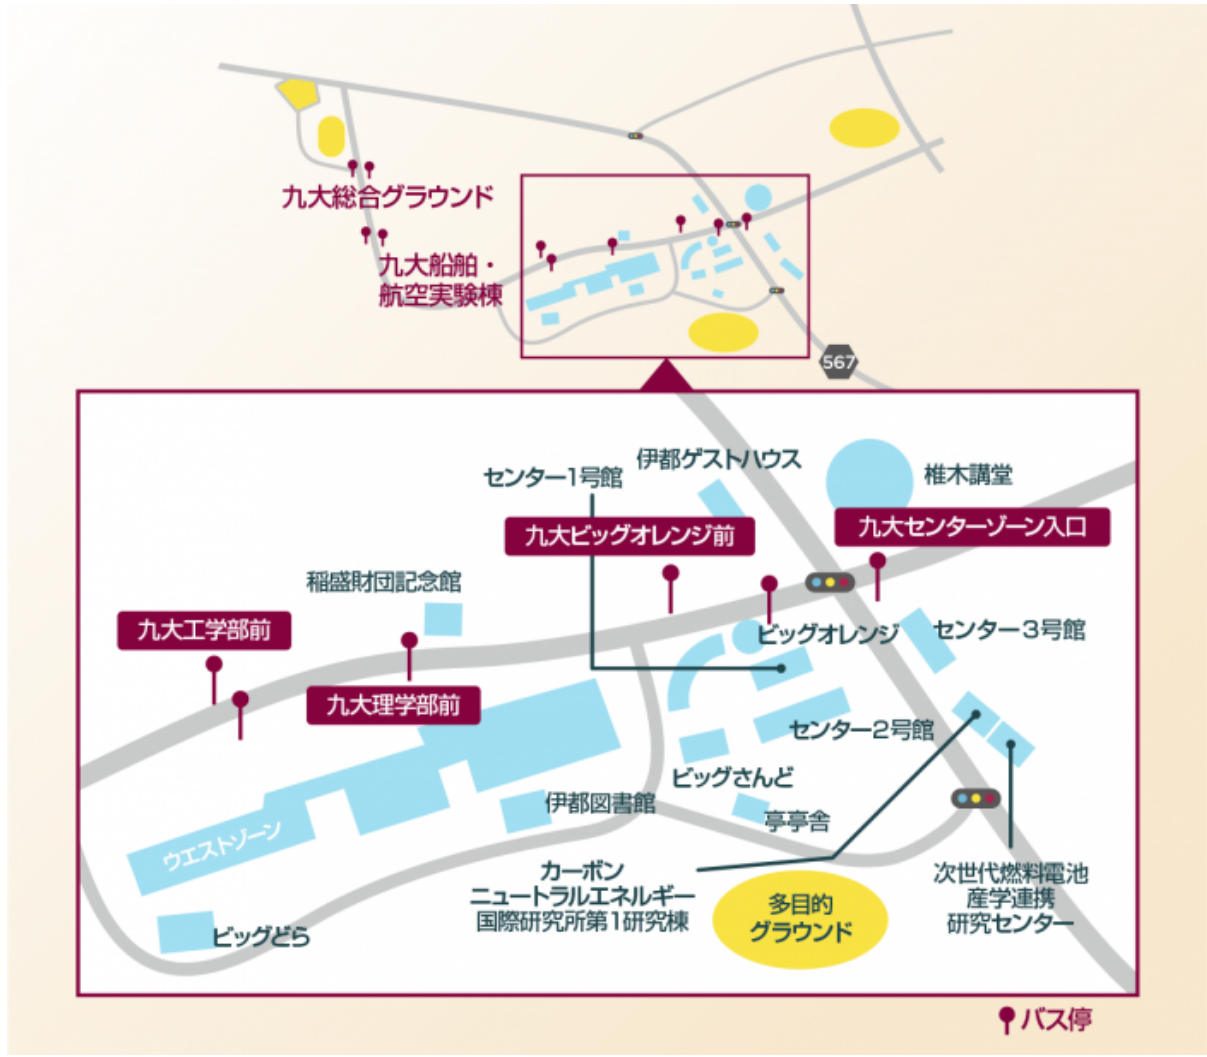 九大総合グラウンド
九大船舶・
航空実験棟
567
センター1号館
伊都ゲストハウス
椎木講堂
九大ビッグオレンジ前
九大センターゾーン入口
稲盛財団記念館
九大工学部前
ビッグオレンジ
センター3号館
九大理学部前
センター2号館
ビッグさんど
伊都図書館
亭亭舎
ウエストゾーン
カーボン
ニュートラルエネルギー
国際研究所第1研究棟
次世代燃料電池
産学連携
研究センター
多目的
グラウンド
ビッグどら
バス停